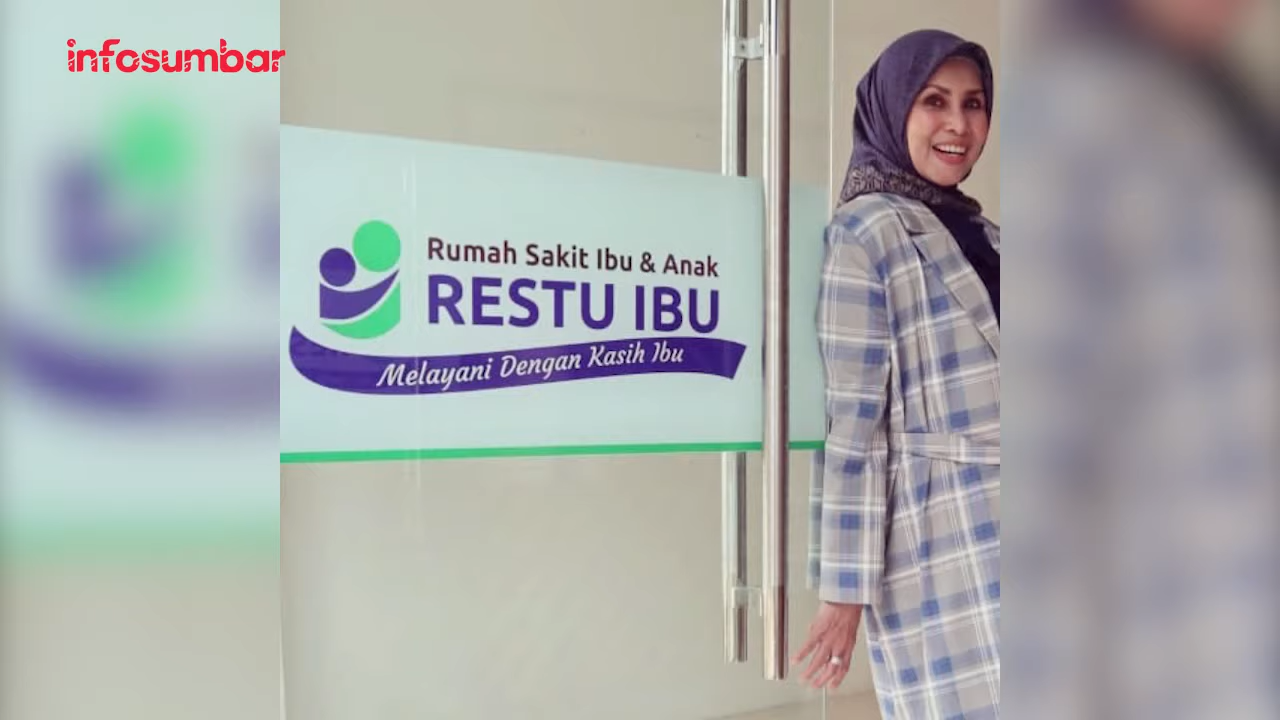 infosumbar
Rumah Sakit Ibu & Anak
RESTU IBU
Melayani Dengan Kasih Ibu